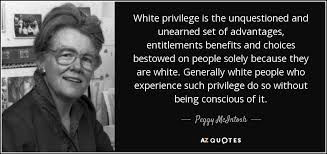 White privilege is the unquestioned and
unearned set of advantages,
entitlements benefits and choices
bestowed on people solely because they
are white. Generally white people who
experience such privilege do so without
being conscious of it.
Peggy McIntosh
AZ QUOTES